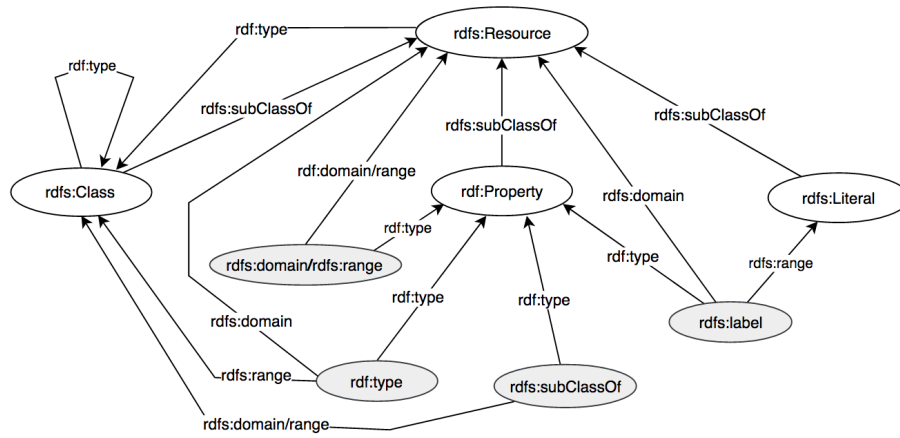 rdf:type
rdfs:Resource
rdf:type
rdfs:subClassOf
rdfs:subClassOf
rdfs:subClassOf
rdf:domain/range
rdfs:Class
rdf:Property
rdfs:domain
rdfs:Literal
rdf:type
rdfs:domain/rdfs:range
rdf:type
rdfs:range
rdf:type
rdf:type
rdfs:domain
rdfs:label
rdfs:range
rdf:type
rdfs:subClassOf
rdfs:domain/range